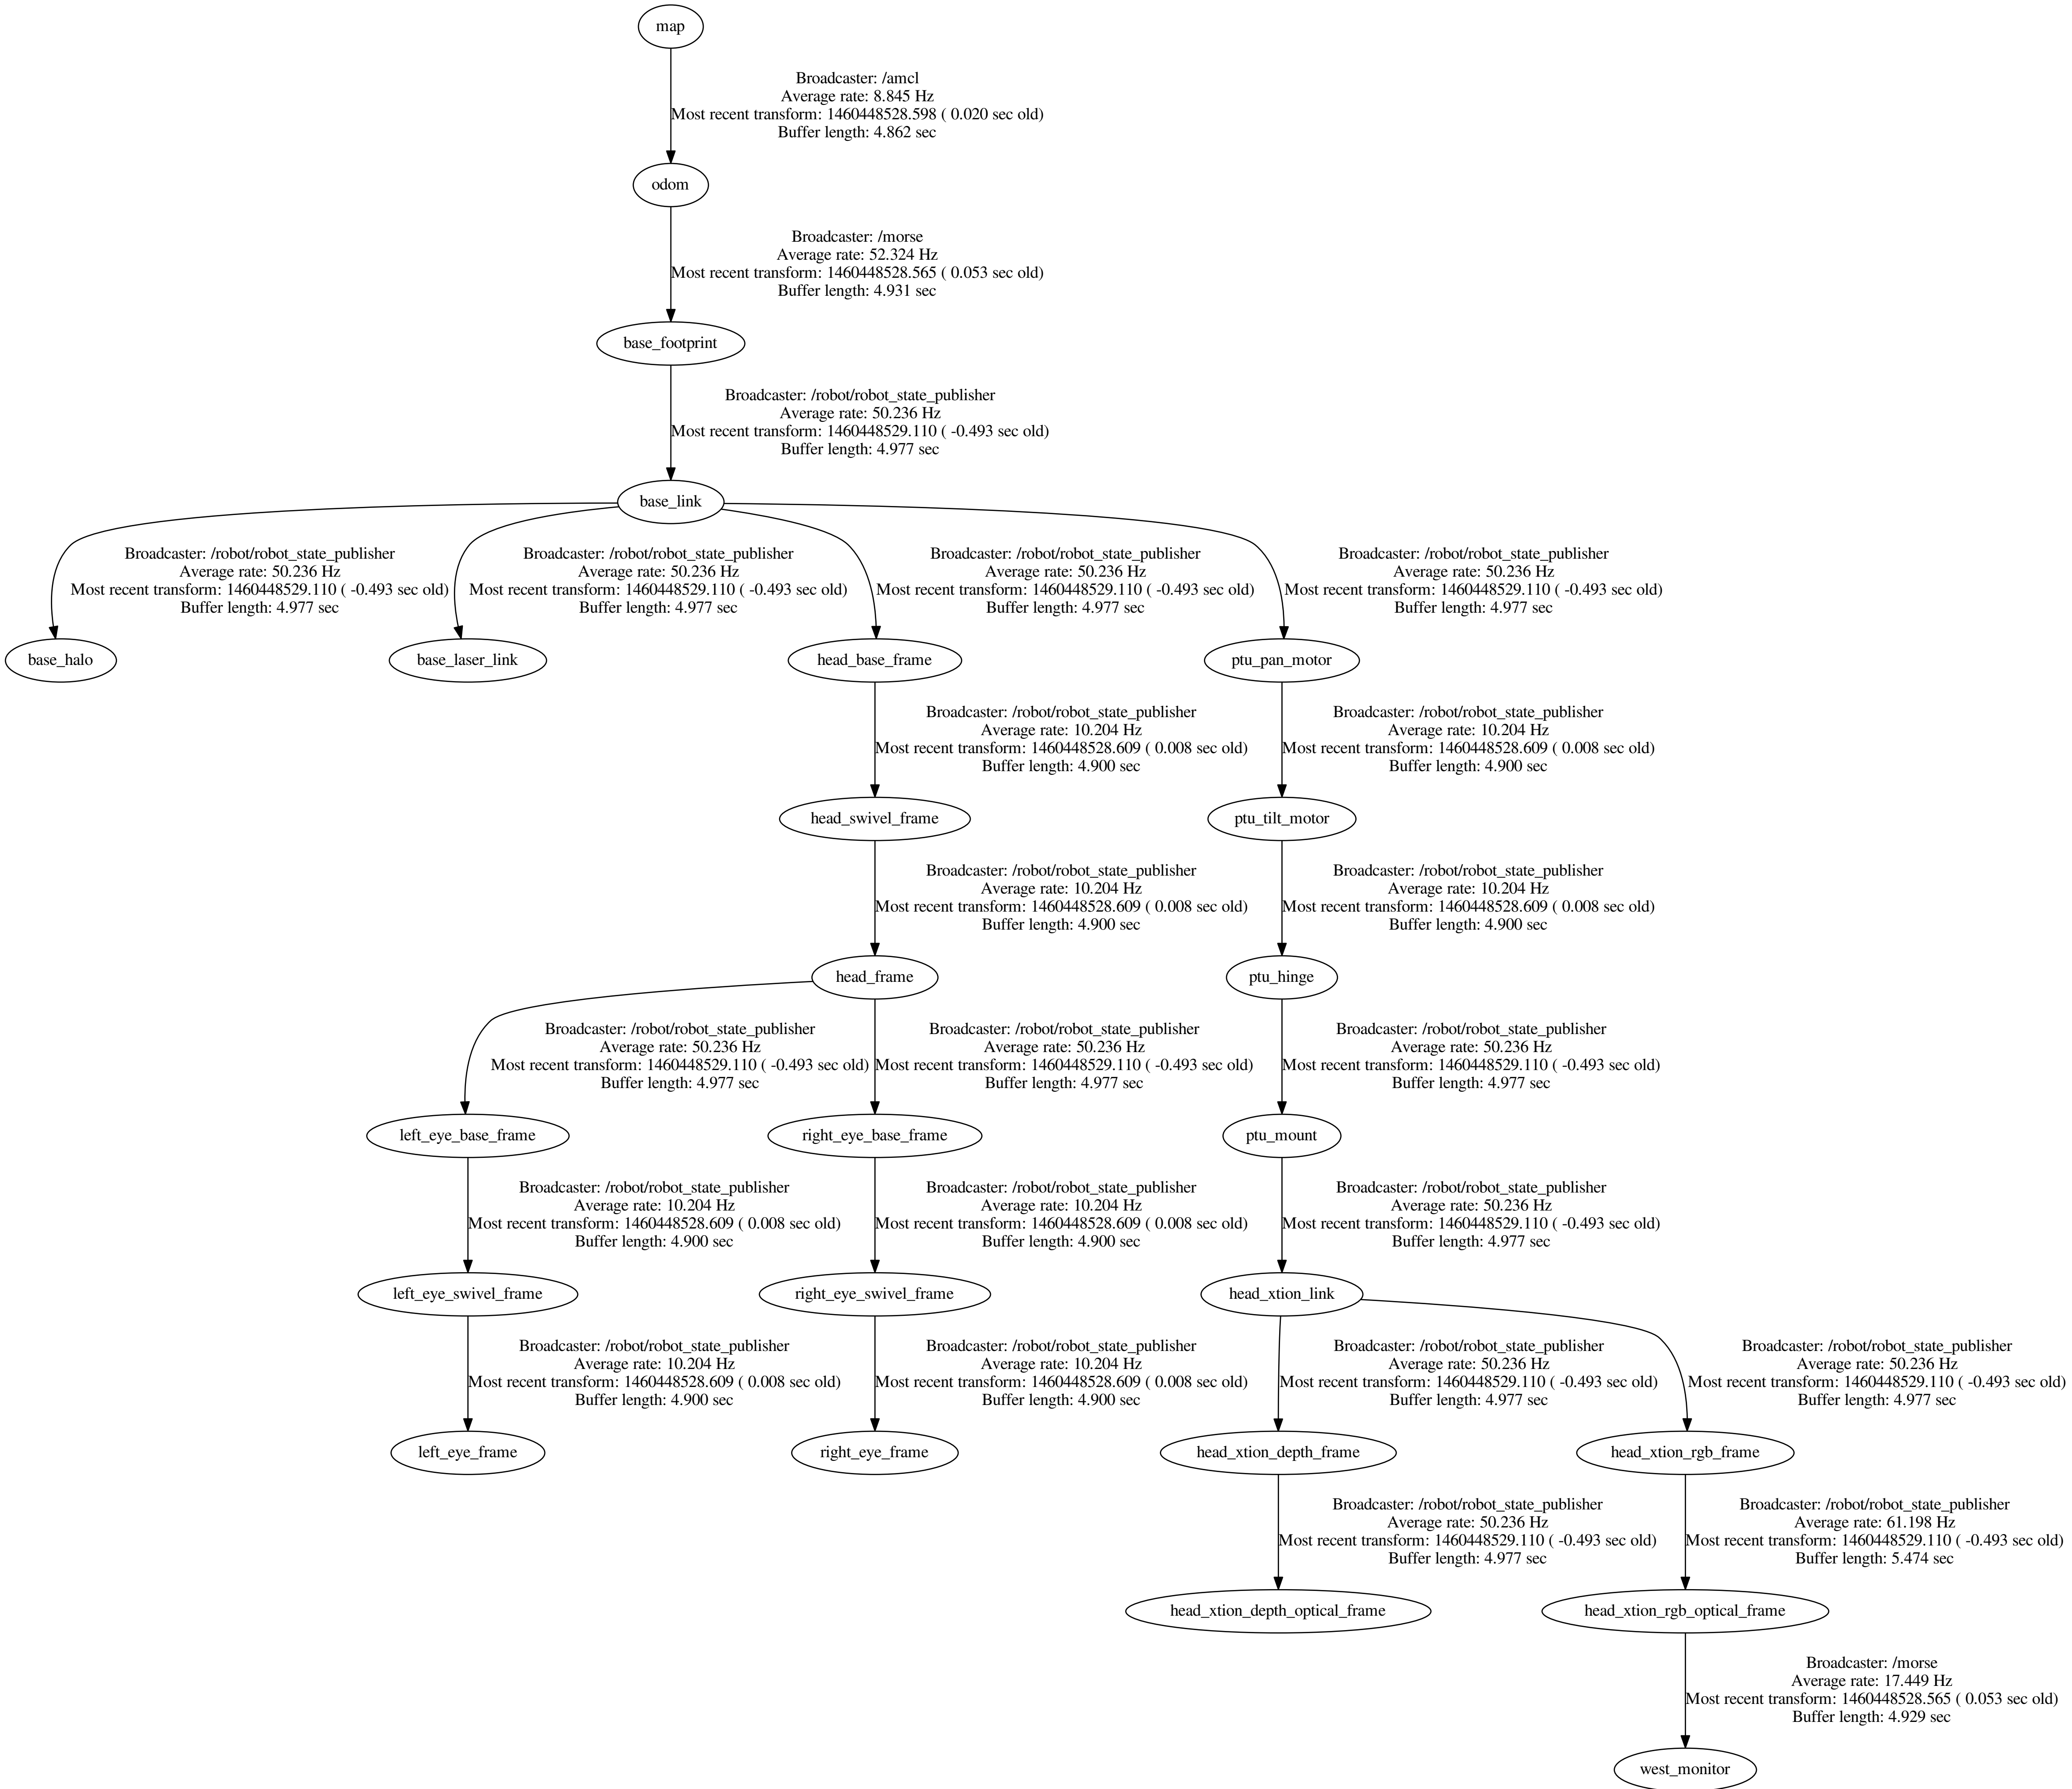 map
Broadcaster: /amcl
Average rate: 8.845 Hz
Most recent transform: 1460448528.598 ( 0.020 sec old)
Buffer length: 4.862 sec
odom
Broadcaster: /morse
Average rate: 52.324 Hz
Most recent transform: 1460448528.565 ( 0.053 sec old)
Buffer length: 4.931 sec
base_footprint
Broadcaster: /robot/robot_state_publisher
Average rate: 50.236 Hz
Most recent transform: 1460448529.110 ( -0.493 sec old)
Buffer length: 4.977 sec
base_link
Broadcaster: /robot/robot_state_publisher
Average rate: 50.236 Hz
Most recent transform: 1460448529.110 ( -0.493 sec old)
Buffer length: 4.977 sec
Broadcaster: /robot/robot_state_publisher
Average rate: 50.236 Hz
Most recent transform: 1460448529.110 ( -0.493 sec old)
Buffer length: 4.977 sec
Broadcaster: /robot/robot_state_publisher
Average rate: 50.236 Hz
Most recent transform: 1460448529.110 ( -0.493 sec old)
Buffer length: 4.977 sec
Broadcaster: /robot/robot_state_publisher
Average rate: 50.236 Hz
Most recent transform: 1460448529.110 ( -0.493 sec old)
Buffer length: 4.977 sec
base_halo
base_laser_link
head_base_frame
ptu_pan_motor
Broadcaster: /robot/robot_state_publisher
Average rate: 10.204 Hz
Most recent transform: 1460448528.609 ( 0.008 sec old)
Buffer length: 4.900 sec
Broadcaster: /robot/robot_state_publisher
Average rate: 10.204 Hz
Most recent transform: 1460448528.609 ( 0.008 sec old)
Buffer length: 4.900 sec
head_swivel_frame
ptu_tilt_motor
Broadcaster: /robot/robot_state_publisher
Average rate: 10.204 Hz
Most recent transform: 1460448528.609 ( 0.008 sec old)
Buffer length: 4.900 sec
Broadcaster: /robot/robot_state_publisher
Average rate: 10.204 Hz
Most recent transform: 1460448528.609 ( 0.008 sec old)
Buffer length: 4.900 sec
head_frame
ptu_hinge
Broadcaster: /robot/robot_state_publisher
Average rate: 50.236 Hz
Most recent transform: 1460448529.110 ( -0.493 sec old)
Buffer length: 4.977 sec
Broadcaster: /robot/robot_state_publisher
Average rate: 50.236 Hz
Most recent transform: 1460448529.110 ( -0.493 sec old)
Buffer length: 4.977 sec
Broadcaster: /robot/robot_state_publisher
Average rate: 50.236 Hz
Most recent transform: 1460448529.110 ( -0.493 sec old)
Buffer length: 4.977 sec
left_eye_base_frame
right_eye_base_frame
ptu_mount
Broadcaster: /robot/robot_state_publisher
Average rate: 10.204 Hz
Most recent transform: 1460448528.609 ( 0.008 sec old)
Buffer length: 4.900 sec
Broadcaster: /robot/robot_state_publisher
Average rate: 10.204 Hz
Most recent transform: 1460448528.609 ( 0.008 sec old)
Buffer length: 4.900 sec
Broadcaster: /robot/robot_state_publisher
Average rate: 50.236 Hz
Most recent transform: 1460448529.110 ( -0.493 sec old)
Buffer length: 4.977 sec
left_eye_swivel_frame
right_eye_swivel_frame
head_xtion_link
Broadcaster: /robot/robot_state_publisher
Average rate: 10.204 Hz
Most recent transform: 1460448528.609 ( 0.008 sec old)
Buffer length: 4.900 sec
Broadcaster: /robot/robot_state_publisher
Average rate: 10.204 Hz
Most recent transform: 1460448528.609 ( 0.008 sec old)
Buffer length: 4.900 sec
Broadcaster: /robot/robot_state_publisher
Average rate: 50.236 Hz
Most recent transform: 1460448529.110 ( -0.493 sec old)
Buffer length: 4.977 sec
Broadcaster: /robot/robot_state_publisher
Average rate: 50.236 Hz
Most recent transform: 1460448529.110 ( -0.493 sec old)
Buffer length: 4.977 sec
left_eye_frame
right_eye_frame
head_xtion_depth_frame
head_xtion_rgb_frame
Broadcaster: /robot/robot_state_publisher
Average rate: 50.236 Hz
Most recent transform: 1460448529.110 ( -0.493 sec old)
Buffer length: 4.977 sec
Broadcaster: /robot/robot_state_publisher
Average rate: 61.198 Hz
Most recent transform: 1460448529.110 ( -0.493 sec old)
Buffer length: 5.474 sec
head_xtion_depth_optical_frame
head_xtion_rgb_optical_frame
Broadcaster: /morse
Average rate: 17.449 Hz
Most recent transform: 1460448528.565 ( 0.053 sec old)
Buffer length: 4.929 sec
west_monitor